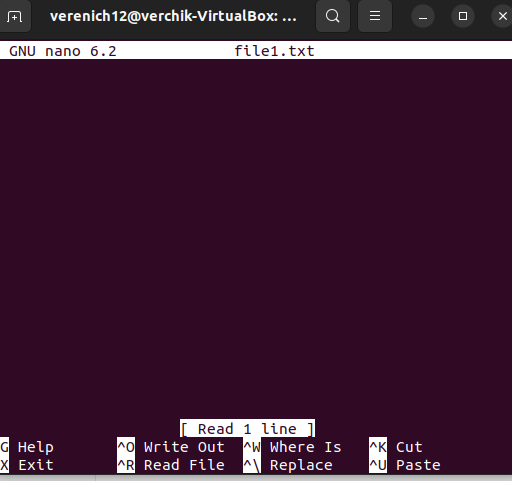 verenich12@verchik-VirtualBox: ...
GNU nano 6.2 file1.txt
[ Read 1 line ]
G Help ^O Write Out ^W Where Is ^K Cut
X Exit ^R Read File ^\ Replace ^U Paste